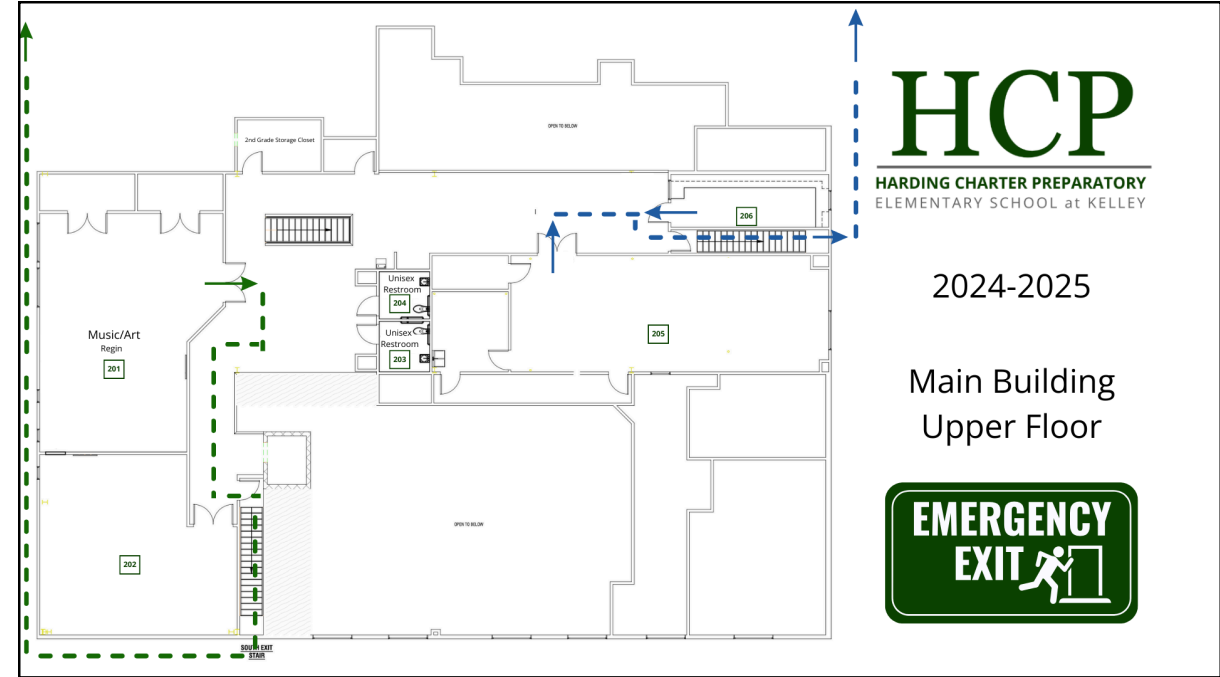 HCP
HARDING CHARTER PREPARATORY
ELEMENTARY SCHOOL at KELLEY
2024-2025
Main Building
Upper Floor
EMERGENCY
EXIT
2nd Grade Storage Closet
OPEN TO BELOW
206
Unisex
Restroom
204
Unisex
Restroom
203
205
Music/Art
Regin
201
202
OPEN TO BELOW
SOUTH EXIT
STAIR